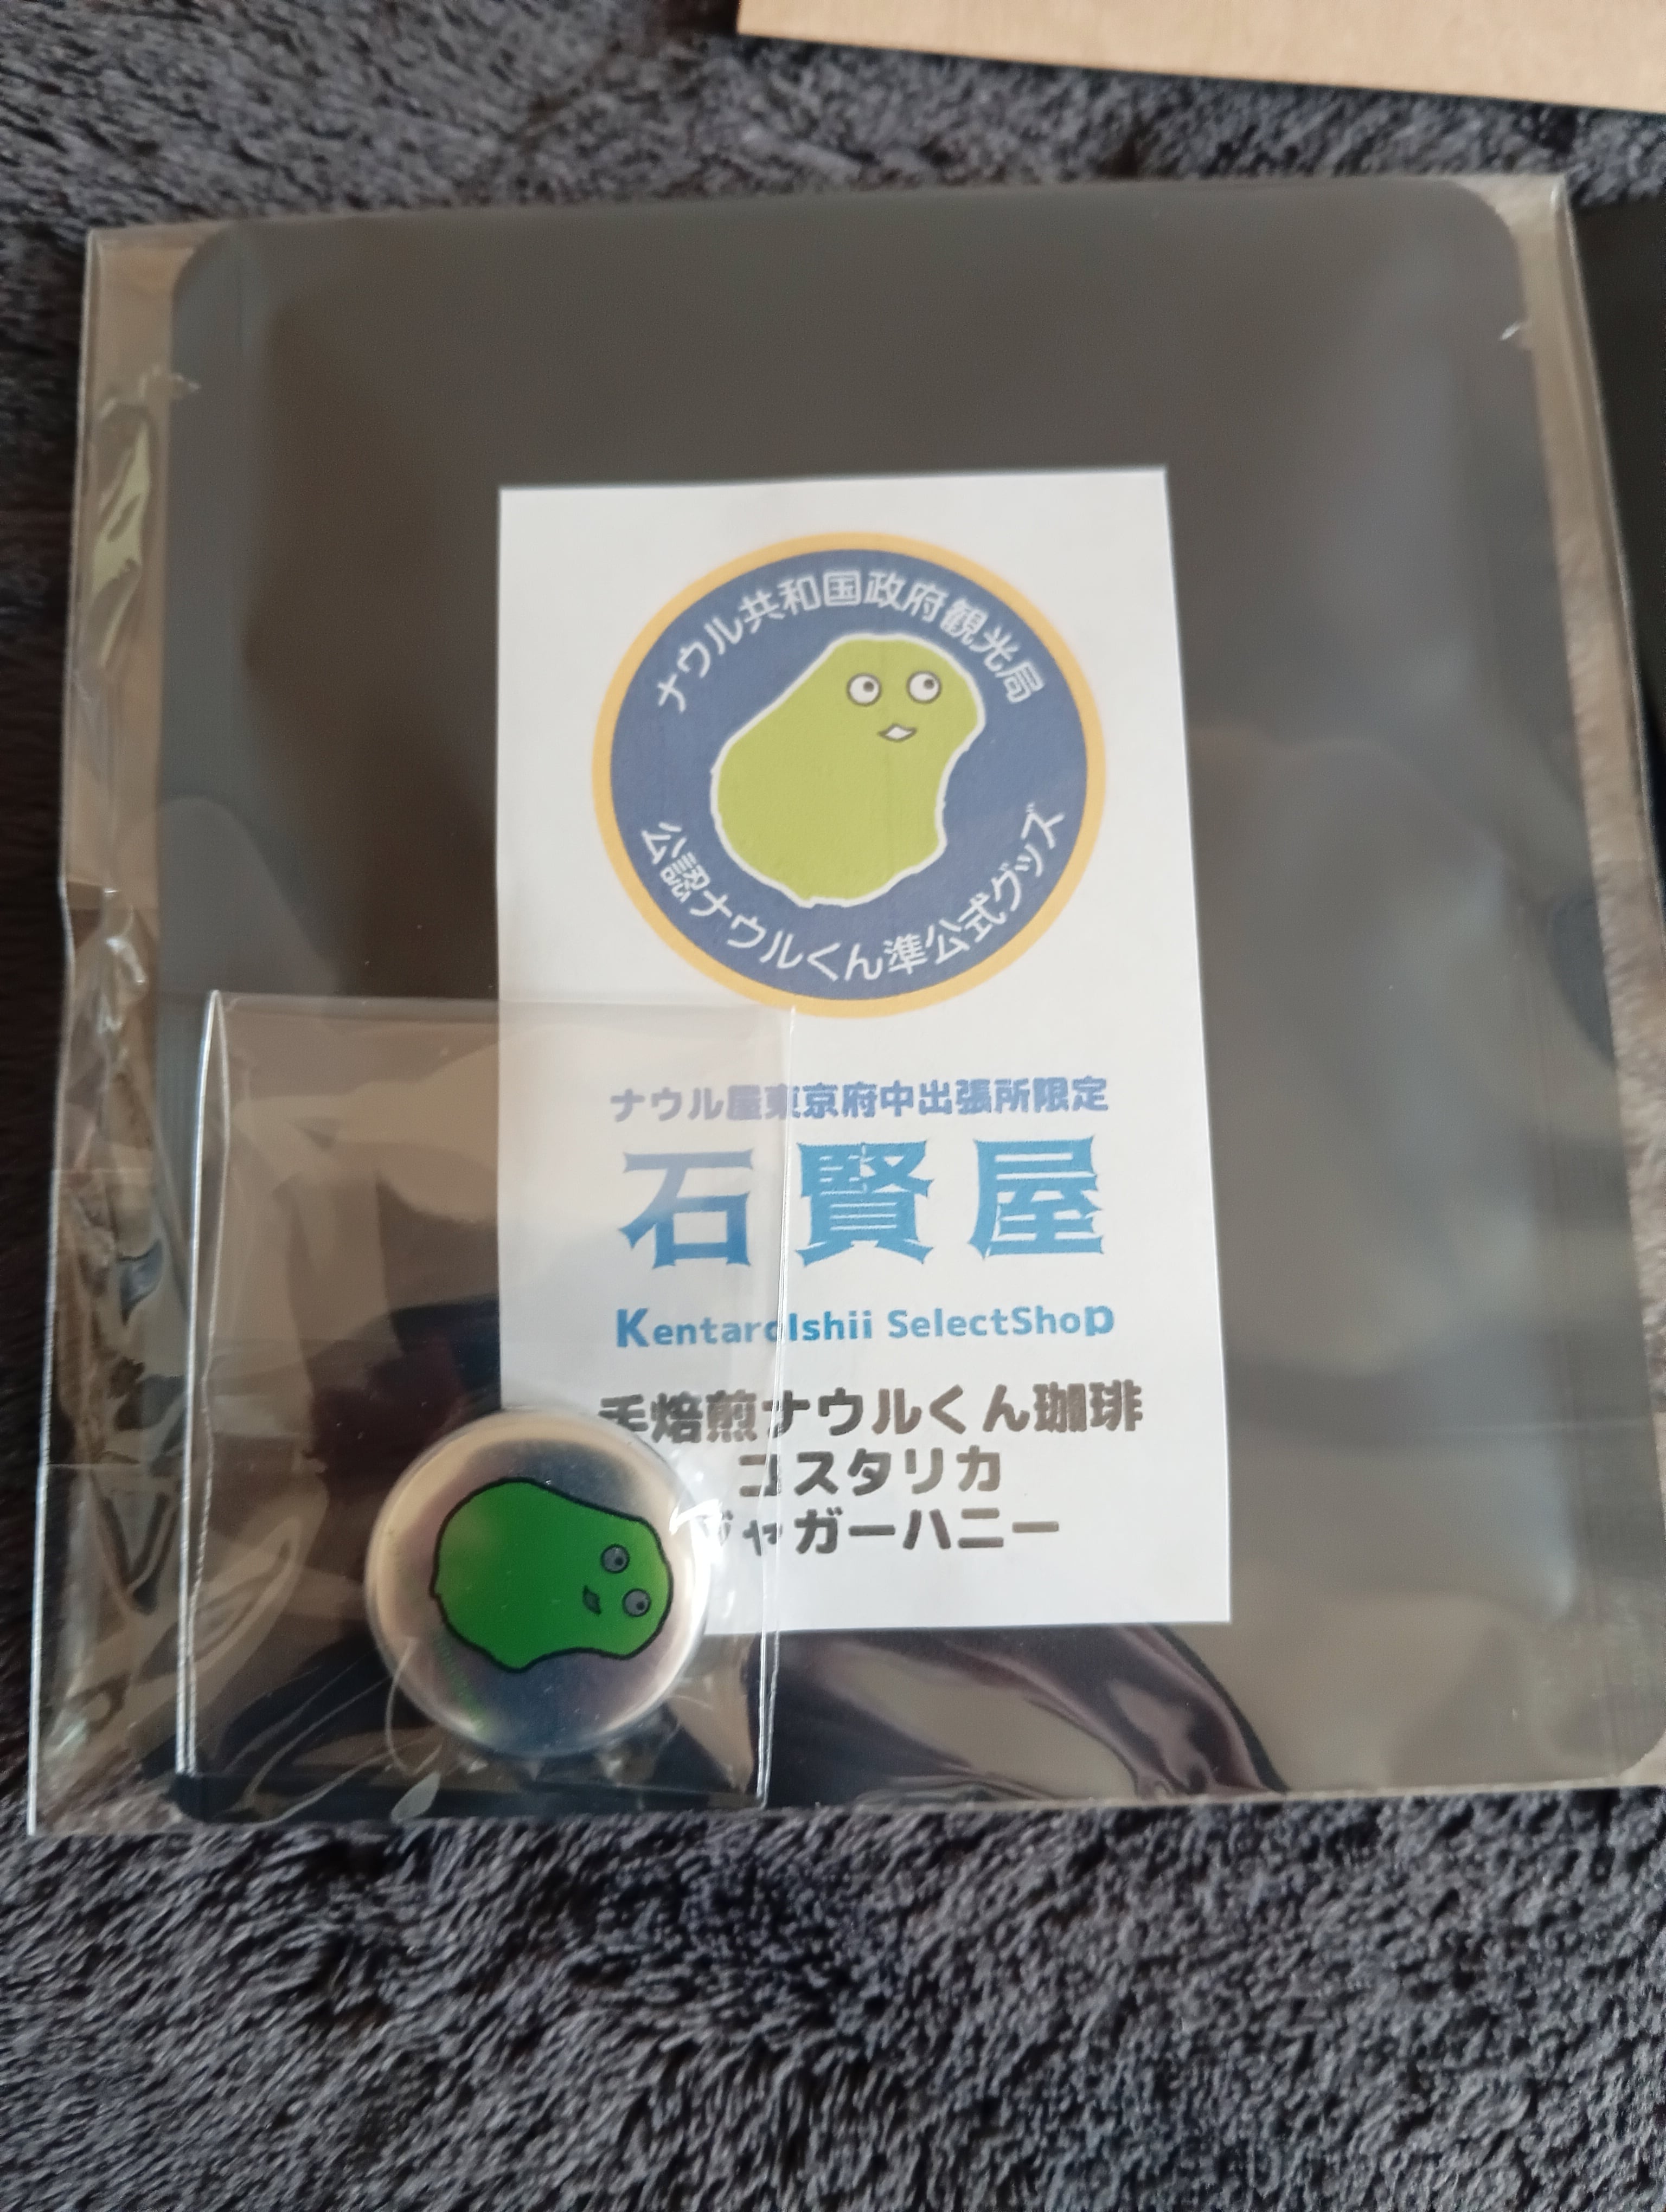 ナウル共和国政府観光局
公認ナウルくん準公式グッズ
ナウル屋東京府中出張所限定
石賢屋
KentaroIshii SelectShop
手焙煎ナウルくん珈琲
コスタリカ
ジャガーハニー